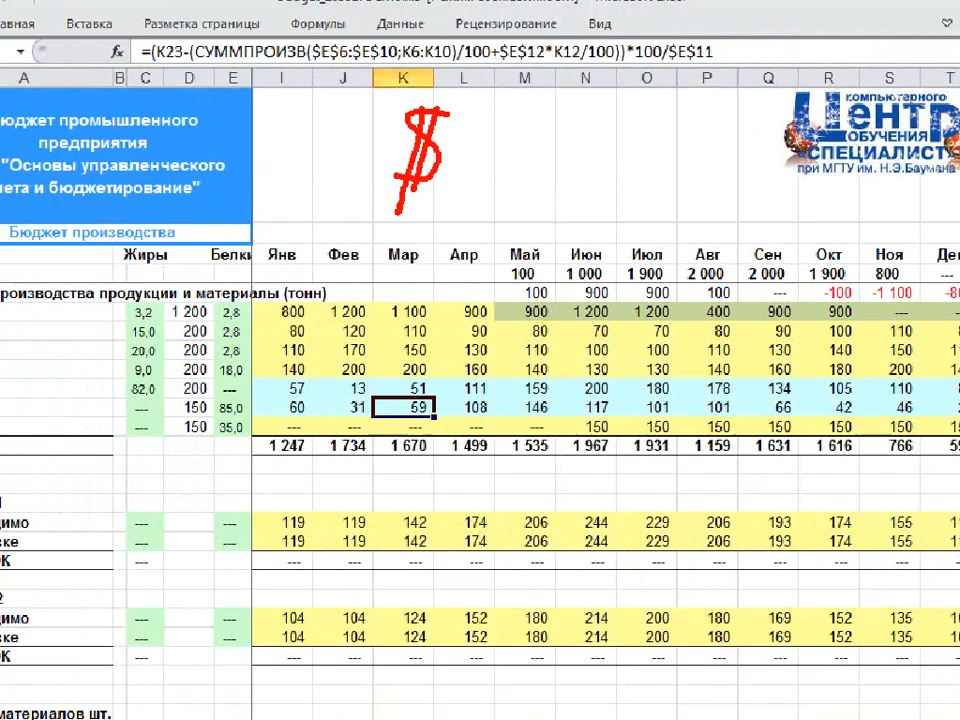 Вставка Разметка страницы Формулы Данные Рецензирование Вид
fx =(K23-(СУММПРОИЗВ($E$6:$E$10;K6:K10)/100+$E$12*K12/100))*100/$E$11
A B C D E I J K L M N O P Q R S T
юджет промышленного
предприятия
"Основы управленческого
ета и бюджетирование"
Бюджет производства
$
компьютерного
Центр
ОБУЧЕНИЯ
"СПЕЦИАЛИСТ"
при МГТУ им. Н.Э.Баумана
Жиры Белки Янв Фев Мар Апр Май Июн Июл Авг Сен Окт Ноя Де
100 1 000 1 900 2 000 2 000 1 900 800 ---
роизводства продукции и материалы (тонн) 100 900 900 100 --- -100 -1 100 -8
3,2 1 200 2,8 800 1 200 1 100 900 900 1 200 1 200 400 900 900 --- -
15,0 200 2,8 80 120 110 90 80 70 70 80 90 100 110
20,0 200 2,8 110 170 150 130 110 100 100 110 130 140 150
9,0 200 18,0 140 200 200 160 140 130 130 140 160 180 200
82,0 200 --- 57 13 51 111 159 200 180 178 134 105 110
--- 150 85,0 60 31 59 108 146 117 101 101 66 42 46
--- 150 35,0 --- --- --- --- --- 150 150 150 150 150 150
1 247 1 734 1 670 1 499 1 535 1 967 1 931 1 159 1 631 1 616 766 5
димо --- --- 119 119 142 174 206 244 229 206 193 174 155
ске --- --- 119 119 142 174 206 244 229 206 193 174 155
ОК --- --- --- --- --- --- --- --- --- --- --- ---
2
димо --- --- 104 104 124 152 180 214 200 180 169 152 135
ске --- --- 104 104 124 152 180 214 200 180 169 152 135
ОК --- --- --- --- --- --- --- --- --- --- --- ---
материалов шт.